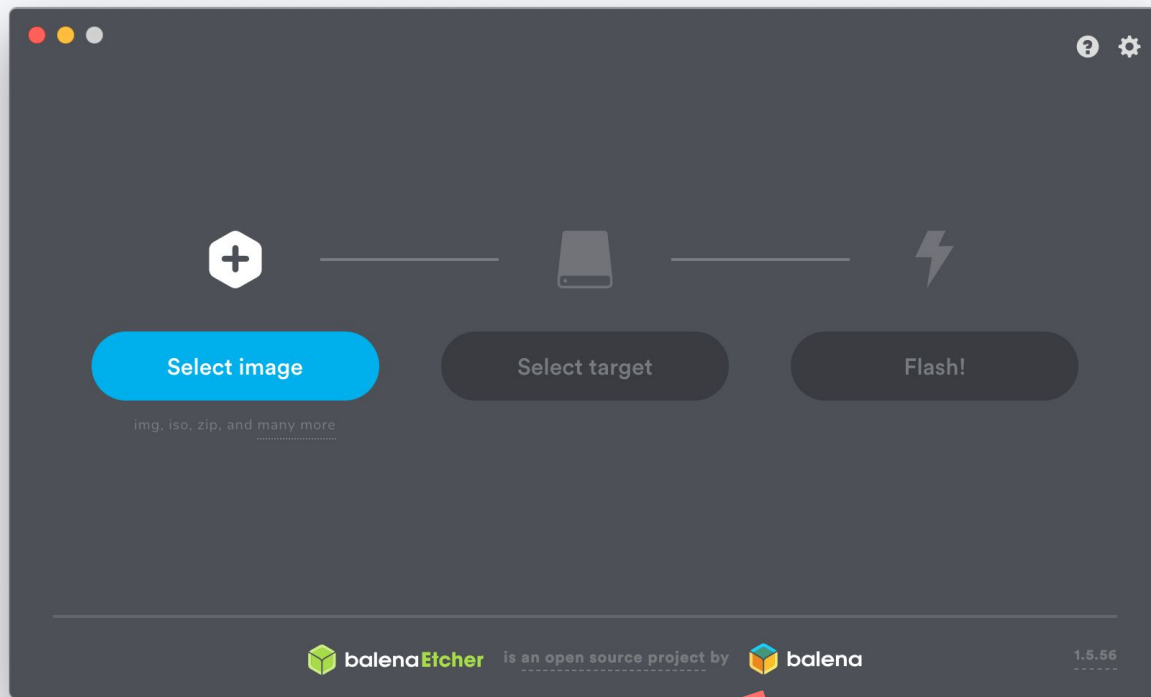 Select image
Select target
Flash!
img, iso, zip, and many more
balenaEtcher is an open source project by balena
1.5.56